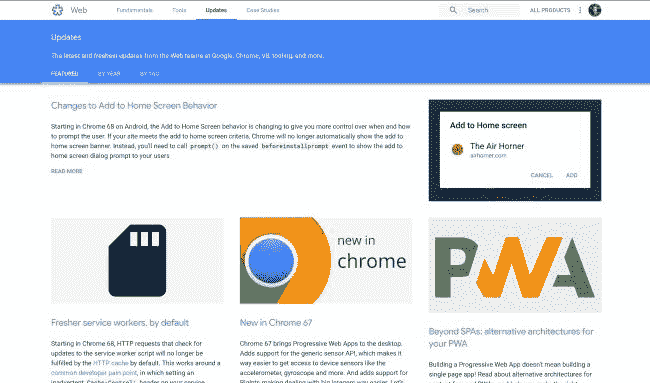 Web Fundamentals Tools Updates Case Studies Search ALL PRODUCTS
Updates
The latest and freshest updates from the Web teams at Google, Chrome, V8, tooling, and more.
FEATURED BY YEAR BY TAG
Changes to Add to Home Screen Behavior
Starting in Chrome 68 on Android, the Add to Home Screen behavior is changing to give you more control over when and how
to prompt the user. If your site meets the add to home screen criteria, Chrome will no longer automatically show the add to
home screen banner. Instead, you'll need to call prompt() on the saved beforeinstallprompt event to show the add to
home screen dialog prompt to your users.
READ MORE
Add to Home screen
The Air Horner
airhorner.com
CANCEL ADD
new in
chrome
PWA
Fresher service workers, by default
Starting in Chrome 68, HTTP requests that check for
updates to the service worker script will no longer be
fulfilled by the HTTP cache by default. This works around a
common developer pain point, in which setting an
inadvertent Cache-Control: header on your service
New in Chrome 67
Chrome 67 brings Progressive Web Apps to the desktop.
Adds support for the generic sensor API, which makes it
way easier to get access to device sensors like the
accelerometer, gyroscope and more. And adds support for
BigInts making dealing with big integers way easier. Let's
Beyond SPAs: alternative architectures for
your PWA
Building a Progressive Web App doesn't mean building a
single page app! Read about alternative architectures for